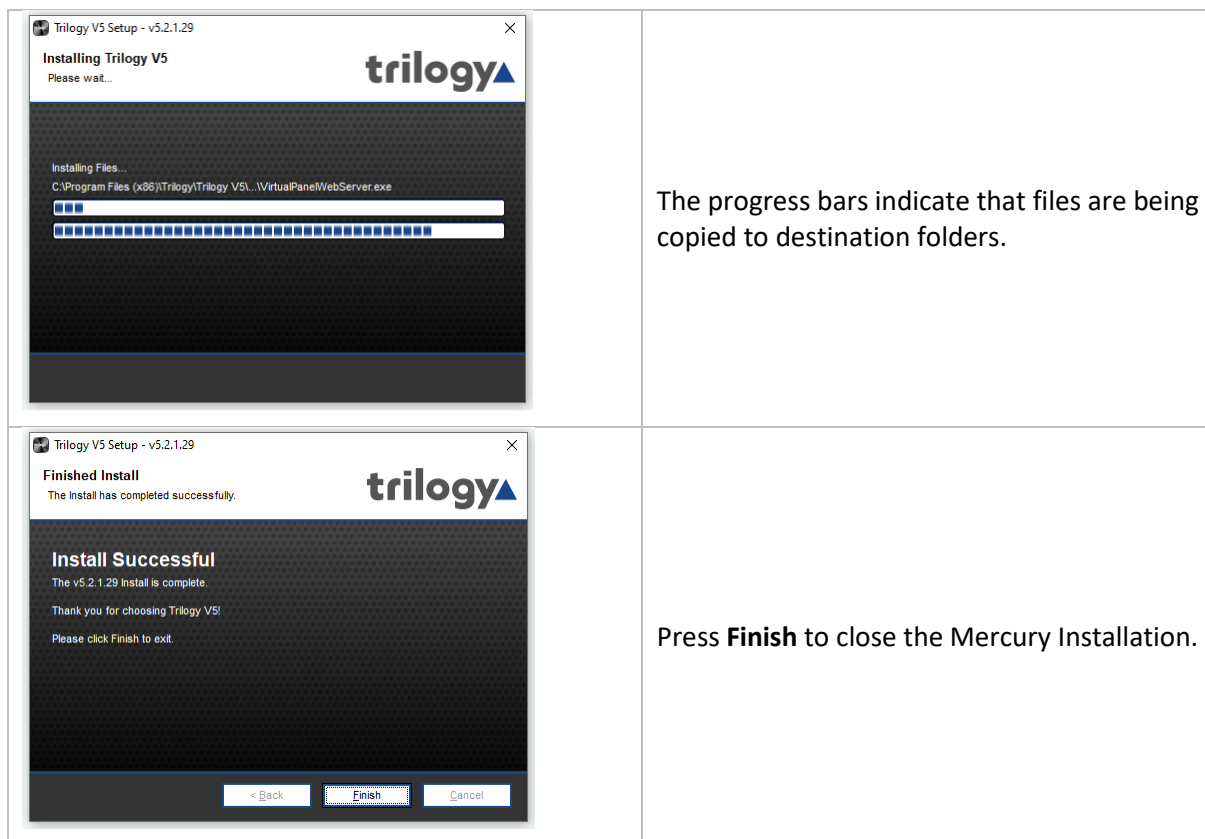 Trilogy V5 Setup - v5.2.1.29
Installing Trilogy V5
Please wait...
trilogy
Installing Files...
C:\Program Files (x86)\Trilogy\Trilogy V5\...\VirtualPanelWebServer.exe
The progress bars indicate that files are being
copied to destination folders.
Trilogy V5 Setup - v5.2.1.29
Finished Install
The Install has completed successfully.
trilogy
Install Successful
The v5.2.1.29 Install is complete.
Thank you for choosing Trilogy V5!
Please click Finish to exit.
< Back
Finish
Cancel
Press Finish to close the Mercury Installation.